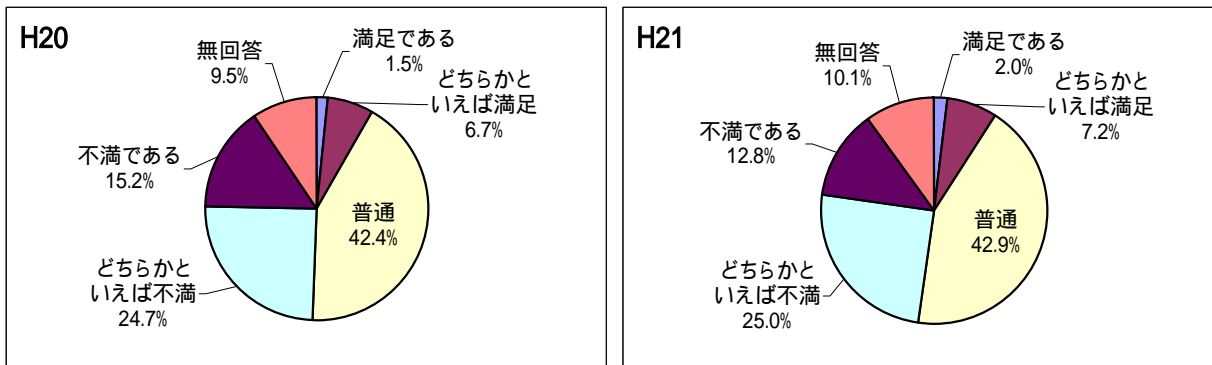 H20
満足である
1.5%
どちらかと
いえば満足
6.7%
普通
42.4%
どちらかと
いえば不満
24.7%
不満である
15.2%
無回答
9.5%
H21
満足である
2.0%
どちらかと
いえば満足
7.2%
普通
42.9%
どちらかと
いえば不満
25.0%
不満である
12.8%
無回答
10.1%